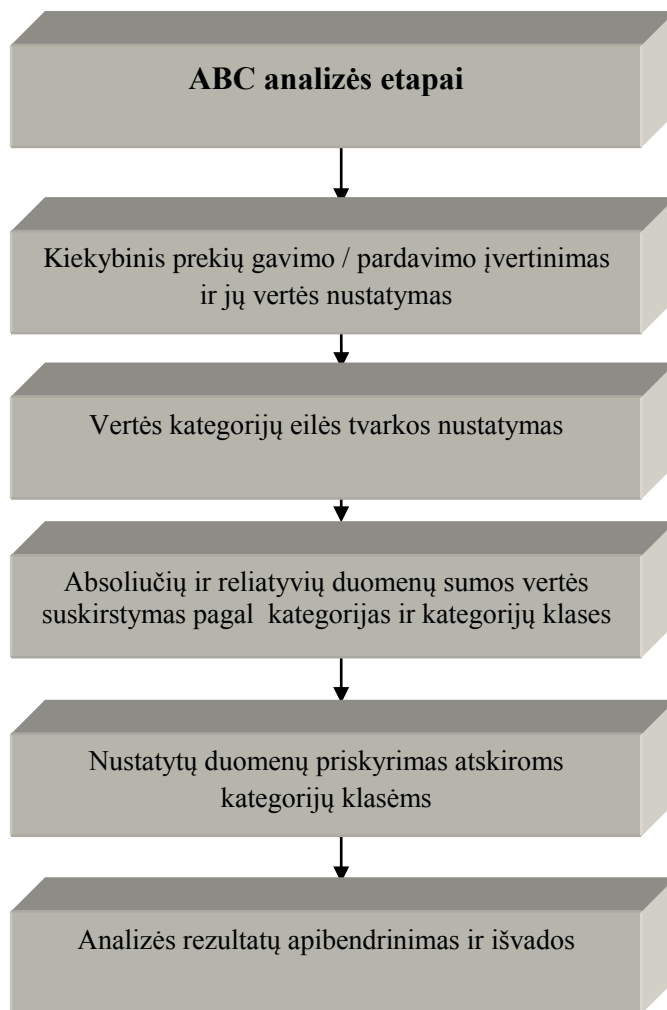 ABC analizės etapai
Kiekybinis prekių gavimo / pardavimo įvertinimas
ir jų vertės nustatymas
Vertės kategorijų eilės tvarkos nustatymas
Absoliučių ir reliatyvių duomenų sumos vertės
suskirstymas pagal kategorijas ir kategorijų klases
Nustatytų duomenų priskyrimas atskiroms
kategorijų klasėms
Analizės rezultatų apibendrinimas ir išvados